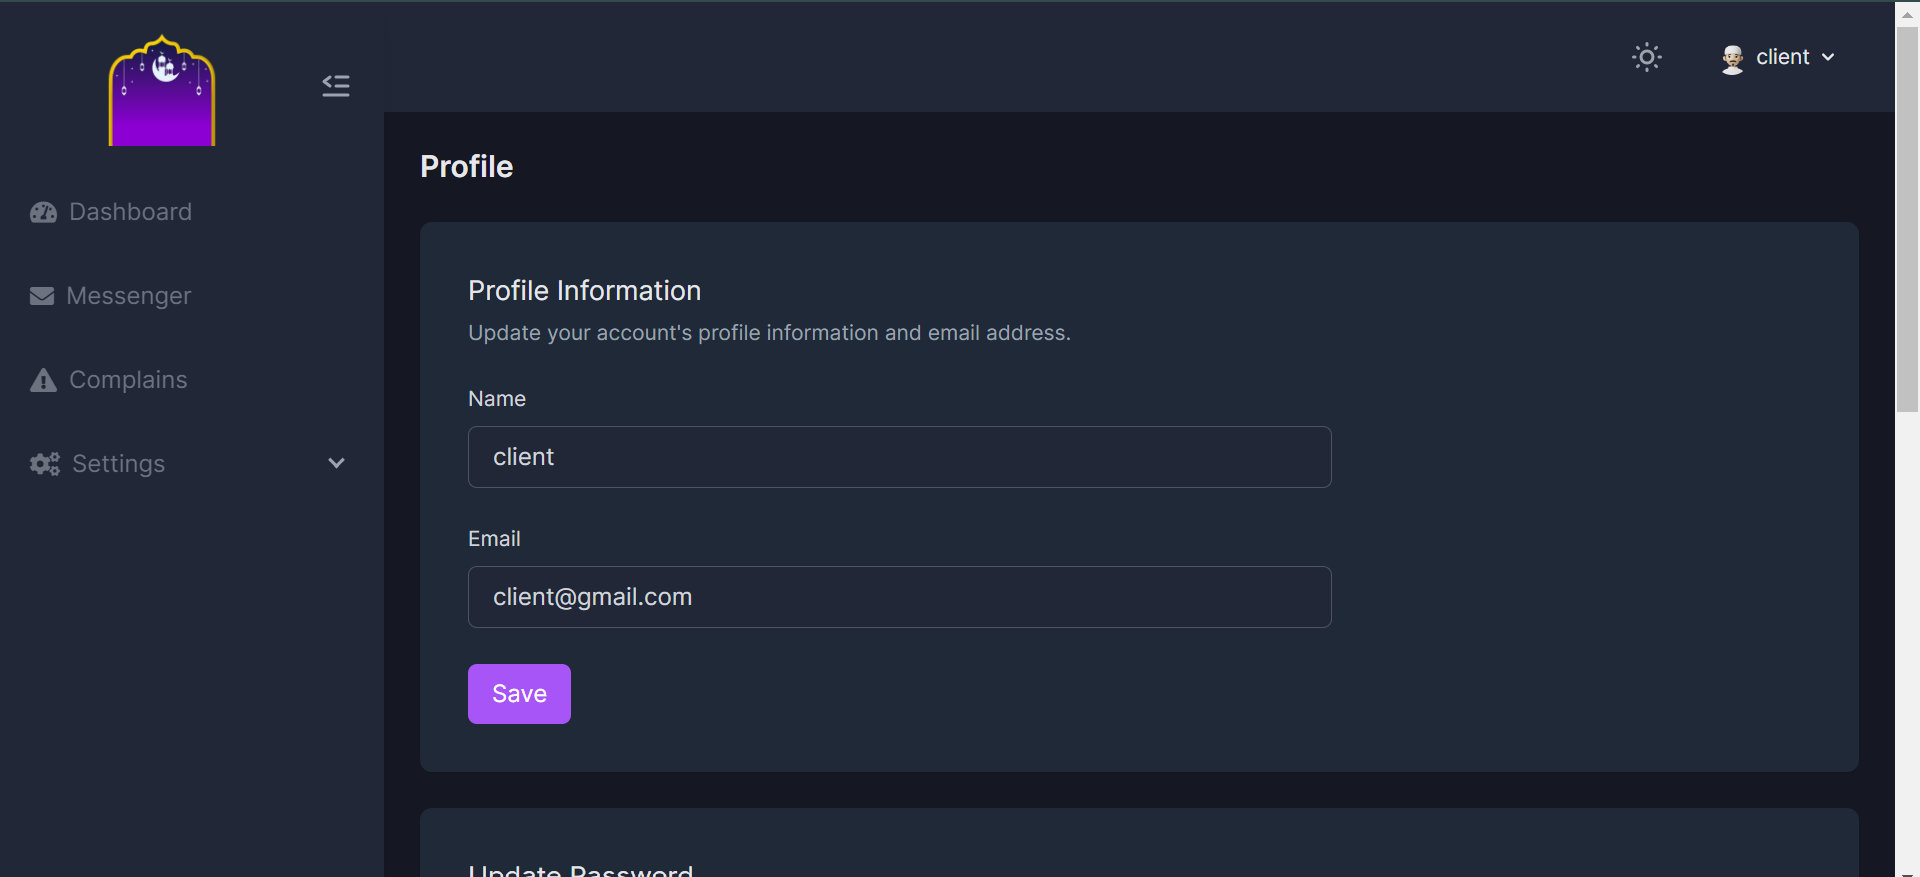 client
Dashboard
Messenger
Complains
Settings
Profile
Profile Information
Update your account's profile information and email address.
Name
client
Email
client@gmail.com
Save
Update Password